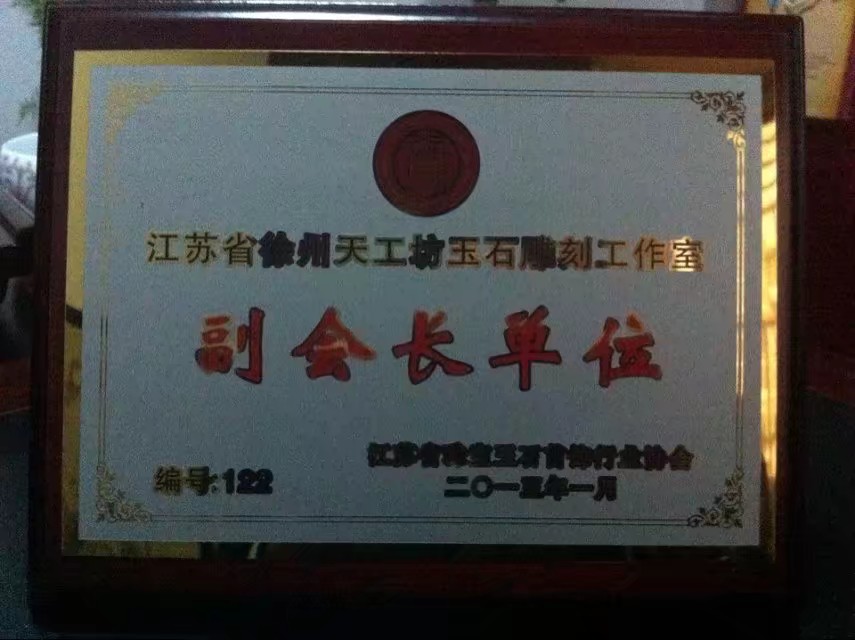 江苏省徐州天工坊玉石雕刻工作室
副会长单位
编号:122
江苏省珠宝玉石首饰行业协会
二〇一五年一月